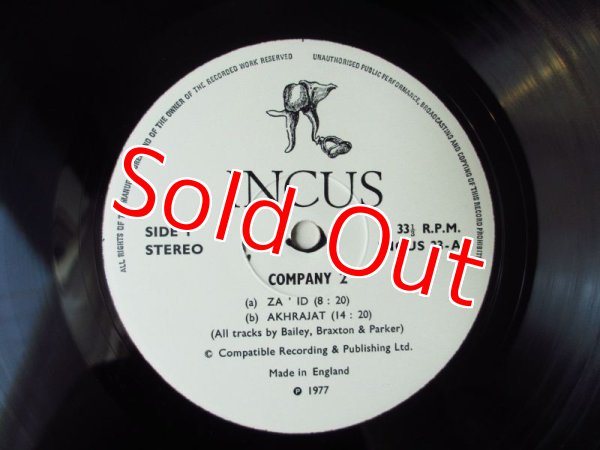 ALL RIGHTS OF THE MANUFACTURER AND OF THE OWNER OF THE RECORDED WORK RESERVED
UNAUTHORISED PUBLIC PERFORMANCE, BROADCASTING AND COPYING OF THIS RECORD PROHIBITED
INCUS
Sold Out
SIDE 1
STEREO
33⅓ R.P.M.
INCUS 23-A
COMPANY 2
(a) ZA ' ID (8 : 20)
(b) AKHRAJAT (14 : 20)
(All tracks by Bailey, Braxton & Parker)
© Compatible Recording & Publishing Ltd.
Made in England
℗ 1977